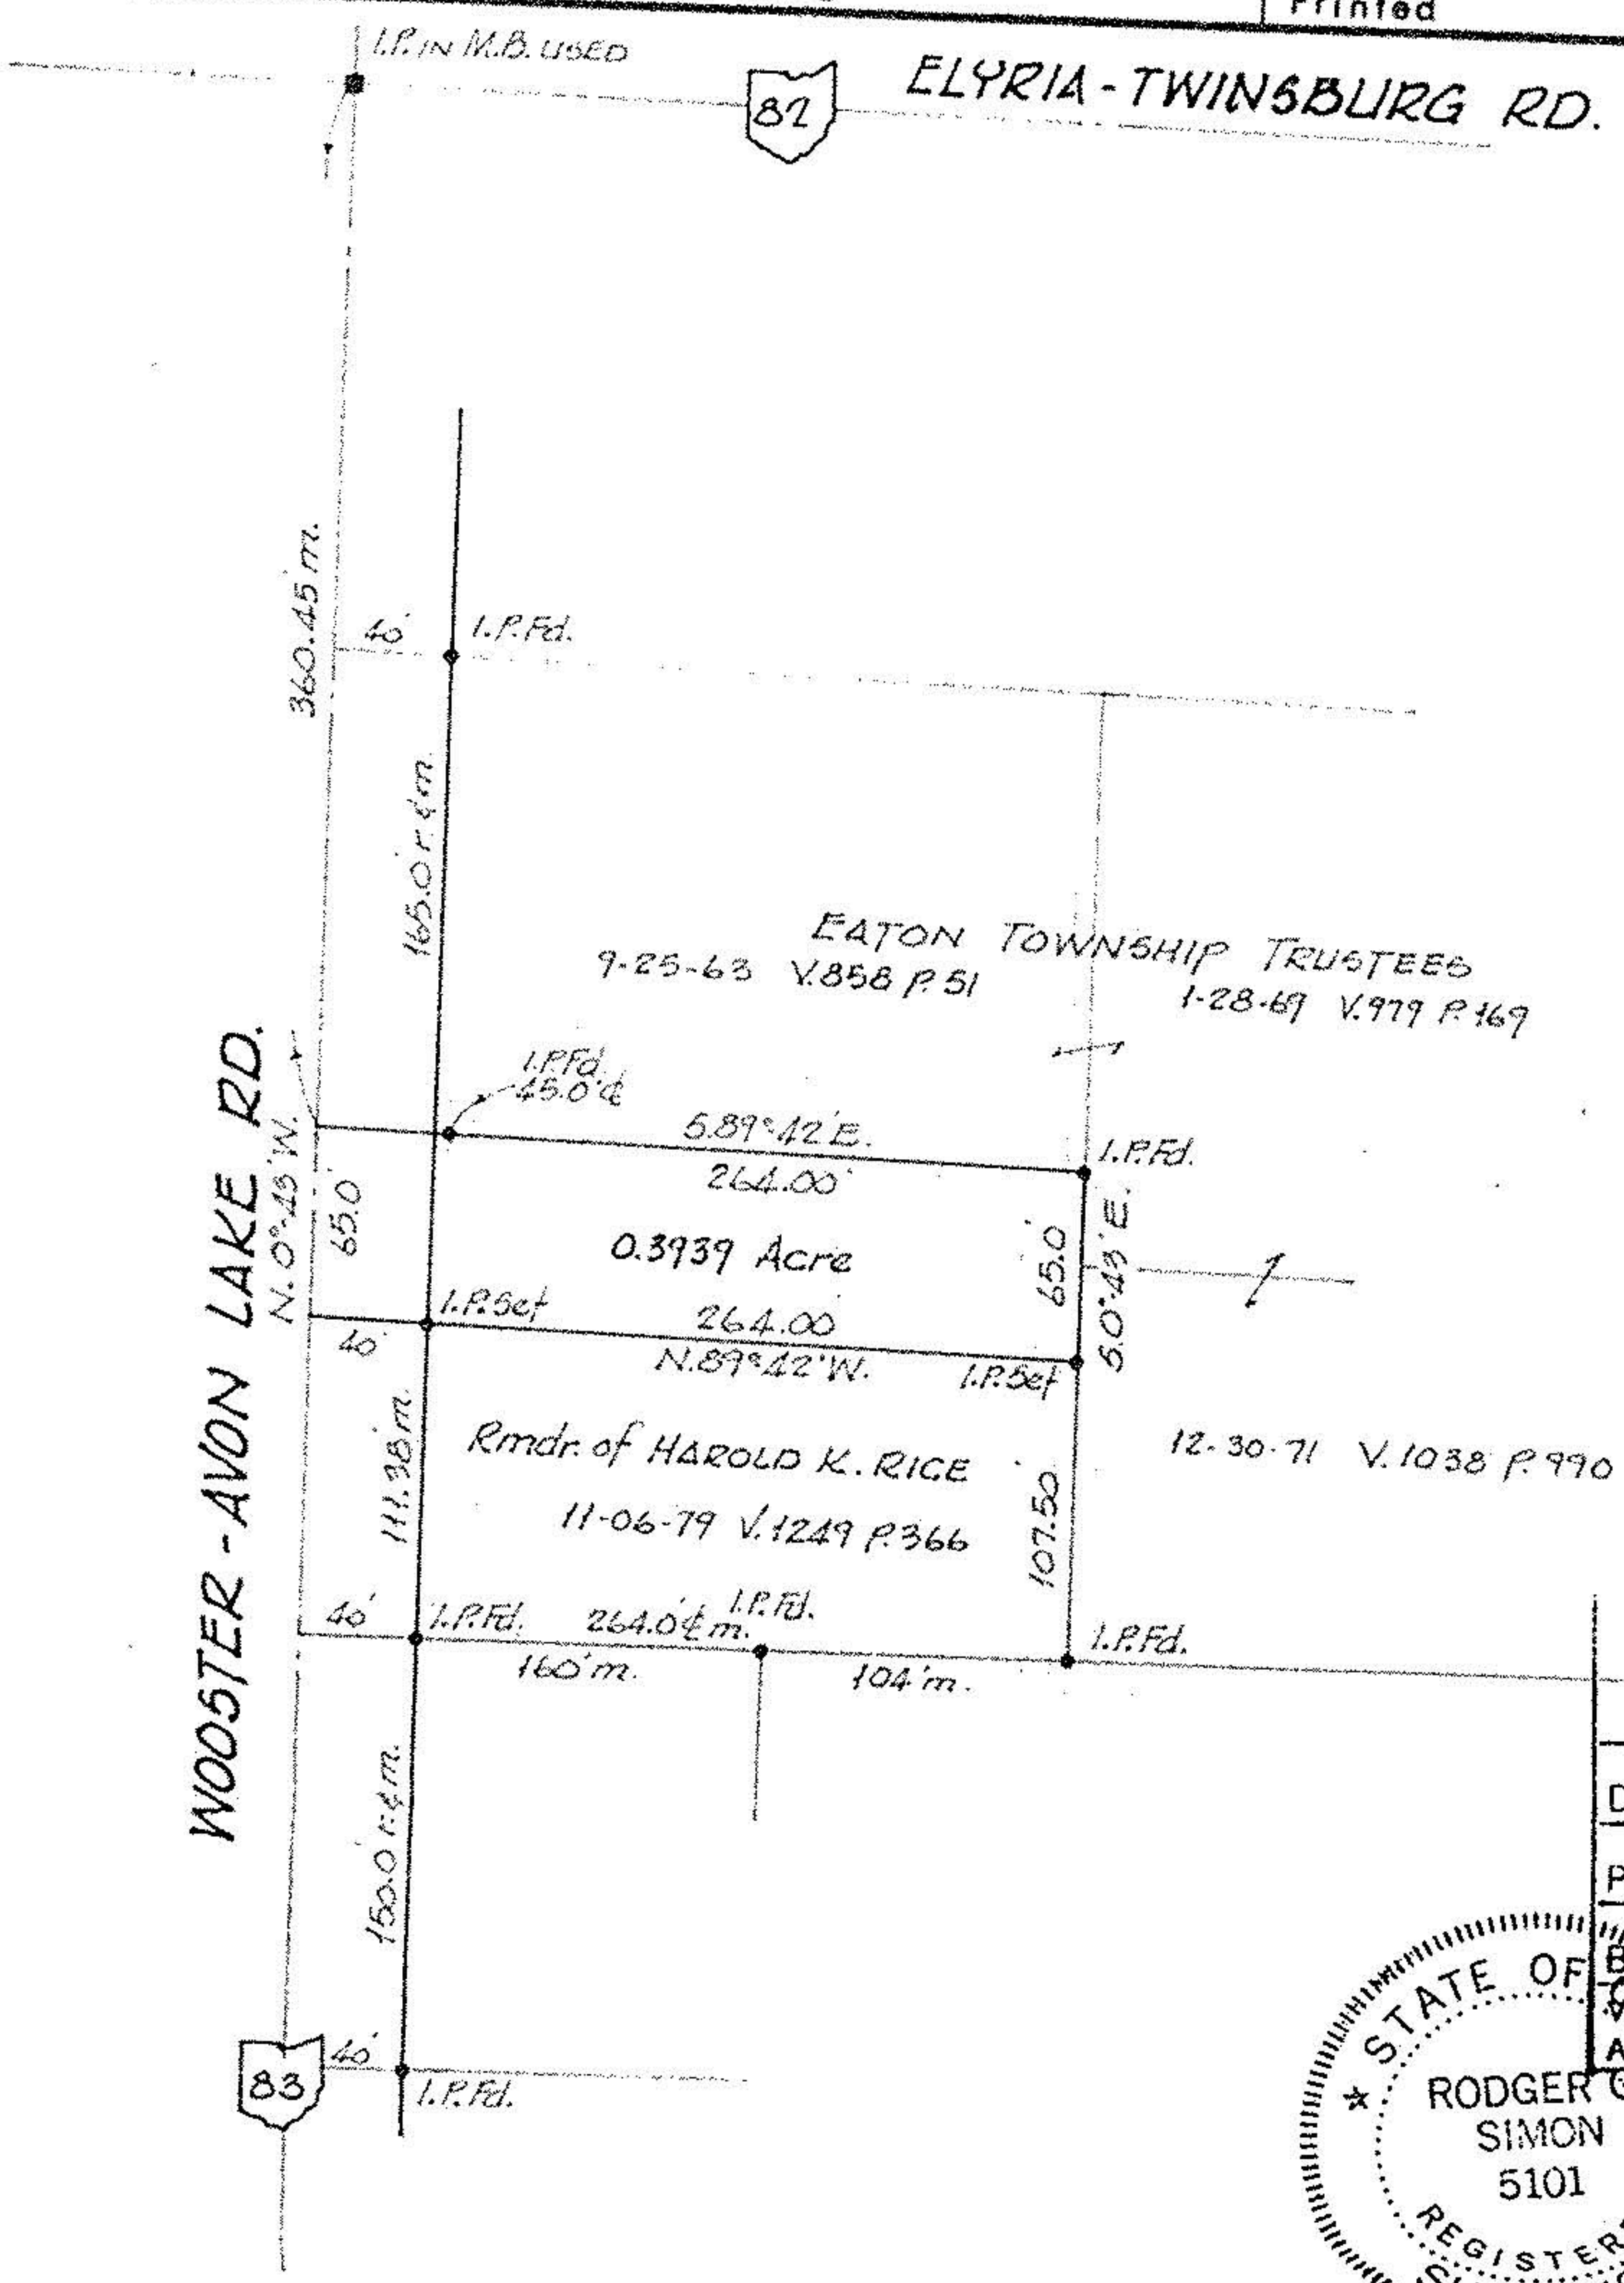 Printed
I.P. IN M.B. USED
82
ELYRIA - TWINSBURG RD.
360.45'm.
40'
I.P.Fd.
165.0' r.&m.
EATON TOWNSHIP TRUSTEES
9-25-63 V.858 P.51
1-28-69 V.979 P.169
I.P.Fd.
45.0' ℄
S.89°42'E.
264.00'
I.P.Fd.
WOOSTER - AVON LAKE RD.
N.0°-43'W.
65.0'
0.3939 Acre
65.0'
S.0°43'E.
I.P.Set
264.00'
40'
N.89°42'W.
I.P.Set
111.38'm.
Rmdr. of HAROLD K. RICE
12-30-71 V.1038 P.990
11-06-79 V.1249 P.366
107.50'
40'
I.P.Fd.
264.0' & m.
I.P.Fd.
I.P.Fd.
160'm.
104'm.
150.0' r.&m.
83
40'
I.P.Fd.
STATE OF
RODGER
SIMON
5101